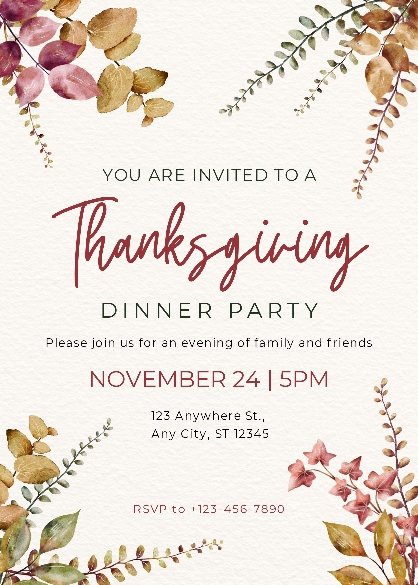 YOU ARE INVITED TO A
Thanksgiving
DINNER PARTY
Please join us for an evening of family and friends
NOVEMBER 24 | 5PM
123 Anywhere St.,
Any City, ST 12345
RSVP to +123-456-7890